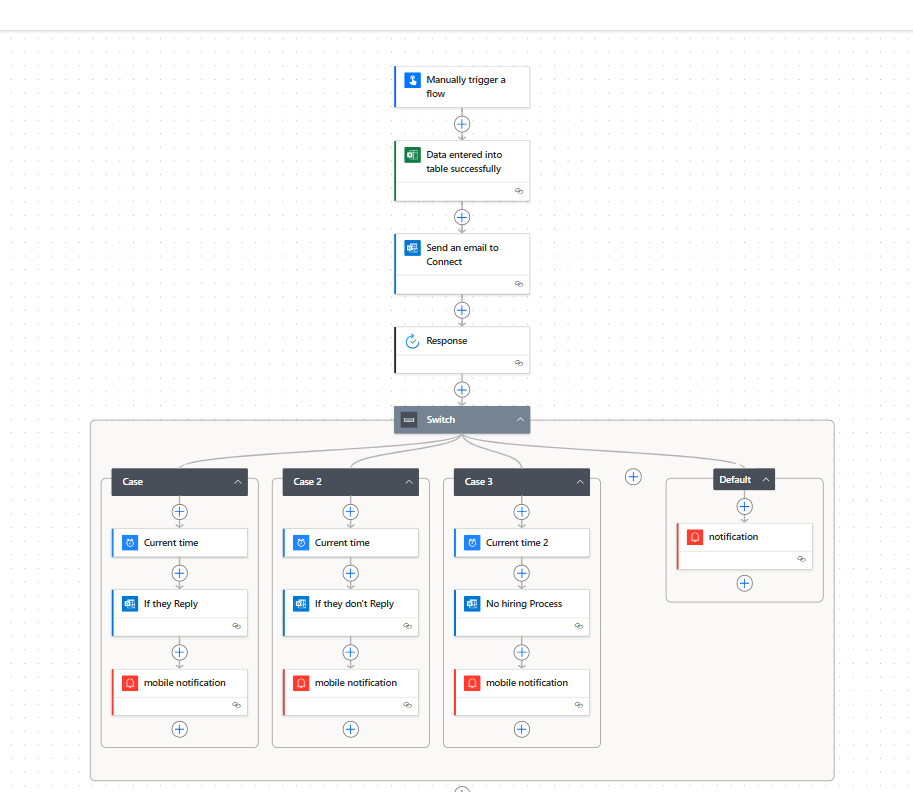 Manually trigger a
flow
Data entered into
table successfully
Send an email to
Connect
Response
Switch
Case
Case 2
Case 3
Default
Current time
Current time
Current time 2
notification
If they Reply
If they don't Reply
No hiring Process
mobile notification
mobile notification
mobile notification